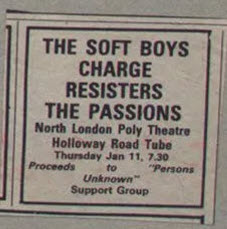 THE SOFT BOYS
CHARGE
RESISTERS
THE PASSIONS
North London Poly Theatre
Holloway Road Tube
Thursday Jan 11, 7.30
Proceeds to "Persons
Unknown"
Support Group